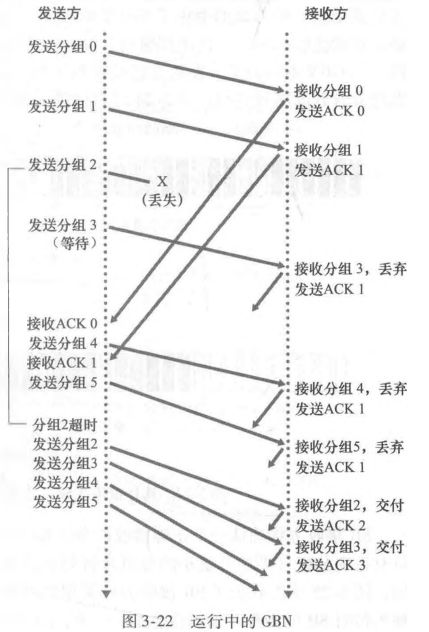 发送方
接收方
发送分组 0
接收分组 0
发送ACK 0
发送分组 1
接收分组 1
发送ACK 1
发送分组 2
X
(丢失)
发送分组 3
(等待)
接收分组 3，丢弃
发送ACK 1
接收ACK 0
发送分组 4
接收ACK 1
发送分组 5
接收分组 4，丢弃
发送ACK 1
分组2超时
发送分组2
发送分组3
发送分组4
发送分组5
接收分组5，丢弃
发送ACK 1
接收分组2，交付
发送ACK 2
接收分组3，交付
发送ACK 3
图 3-22 运行中的 GBN